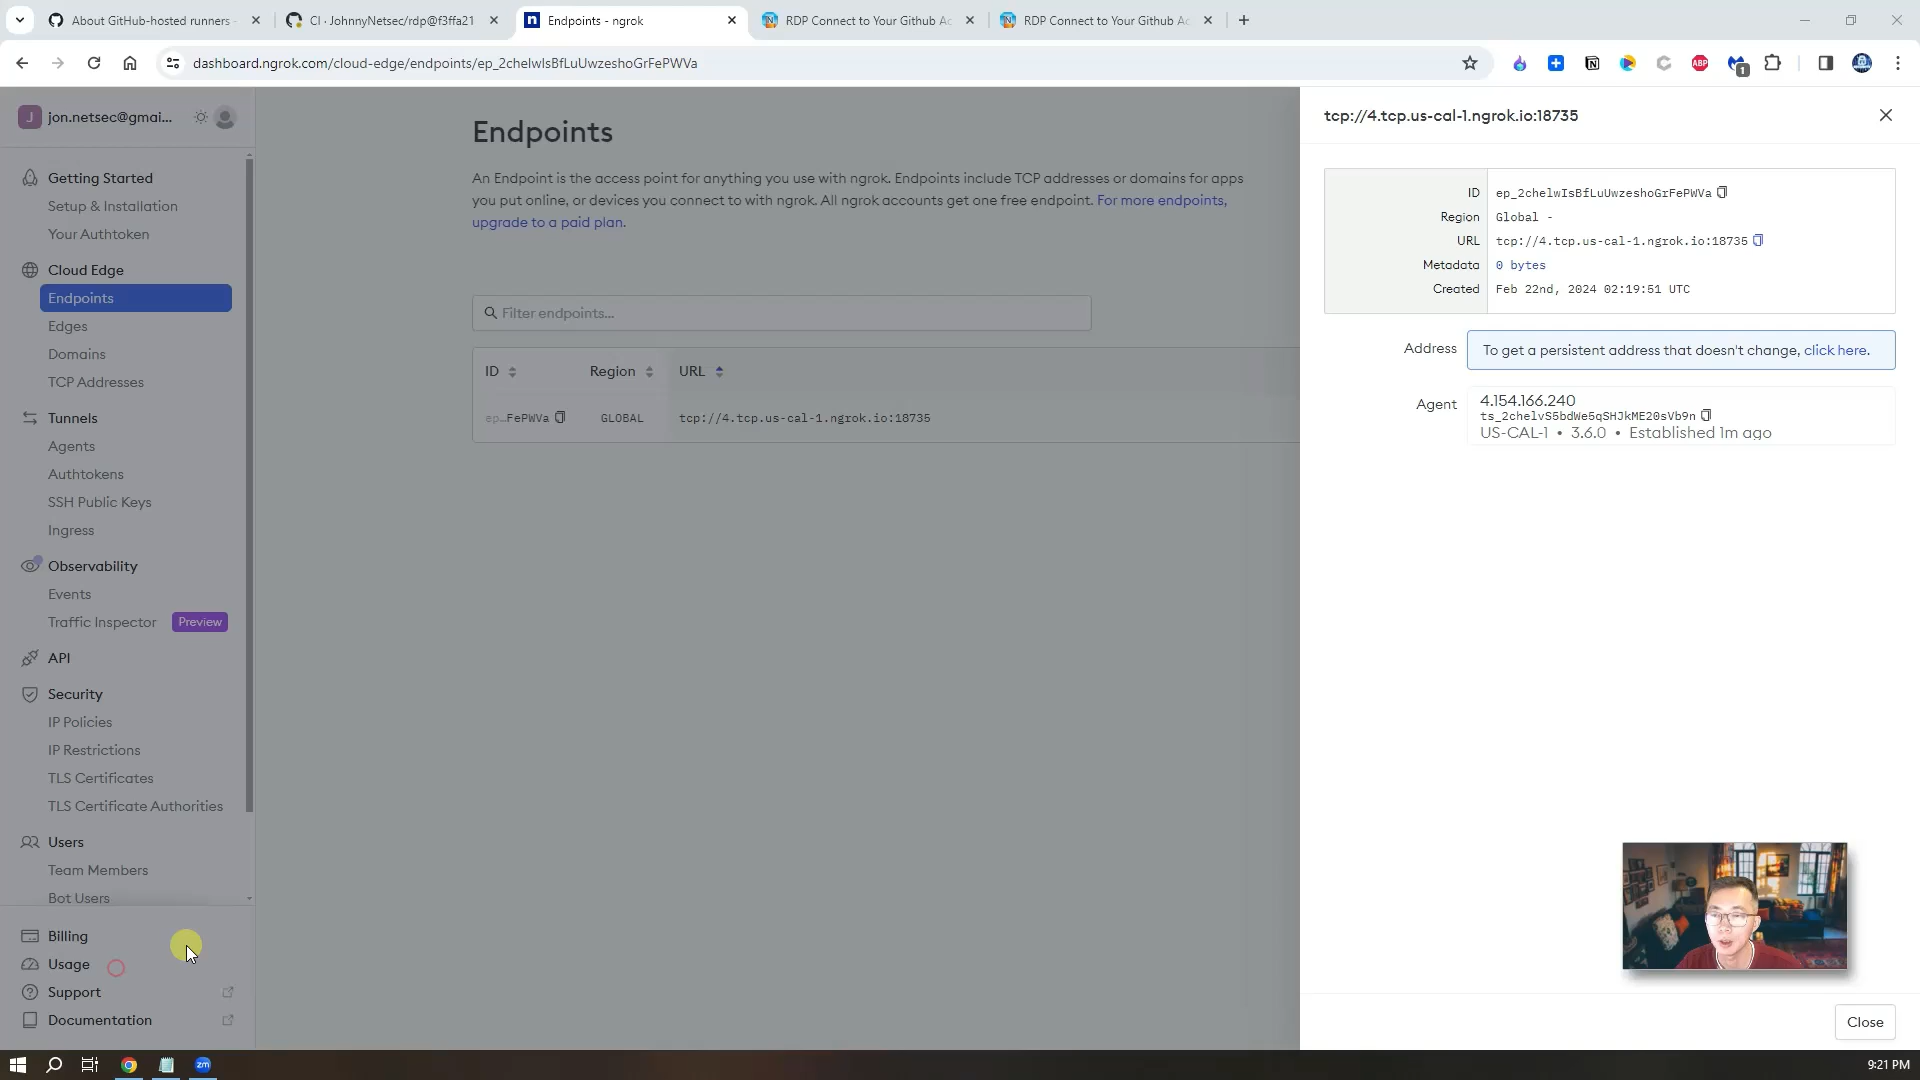 About GitHub-hosted runners
CI · JohnnyNetsec/rdp@f3ffa21
Endpoints - ngrok
RDP Connect to Your Github Ac
RDP Connect to Your Github Ac
dashboard.ngrok.com/cloud-edge/endpoints/ep_2chelwIsBfLuUwzeshoGrFePWVa
ABP
1
J
jon.netsec@gmai...
Getting Started
Setup & Installation
Your Authtoken
Cloud Edge
Endpoints
Edges
Domains
TCP Addresses
Tunnels
Agents
Authtokens
SSH Public Keys
Ingress
Observability
Events
Traffic Inspector Preview
API
Security
IP Policies
IP Restrictions
TLS Certificates
TLS Certificate Authorities
Users
Team Members
Bot Users
Billing
Usage
Support
Documentation
Endpoints
An Endpoint is the access point for anything you use with ngrok. Endpoints include TCP addresses or domains for apps
you put online, or devices you connect to with ngrok. All ngrok accounts get one free endpoint. For more endpoints,
upgrade to a paid plan.
Filter endpoints...
ID Region URL
ep…FePWVa GLOBAL tcp://4.tcp.us-cal-1.ngrok.io:18735
tcp://4.tcp.us-cal-1.ngrok.io:18735
ID ep_2chelwIsBfLuUwzeshoGrFePWVa
Region Global -
URL tcp://4.tcp.us-cal-1.ngrok.io:18735
Metadata 0 bytes
Created Feb 22nd, 2024 02:19:51 UTC
Address To get a persistent address that doesn't change, click here.
Agent 4.154.166.240
ts_2chelvS5bdWe5qSHJkME20sVb9n
US-CAL-1 • 3.6.0 • Established 1m ago
Close
zm
9:21 PM